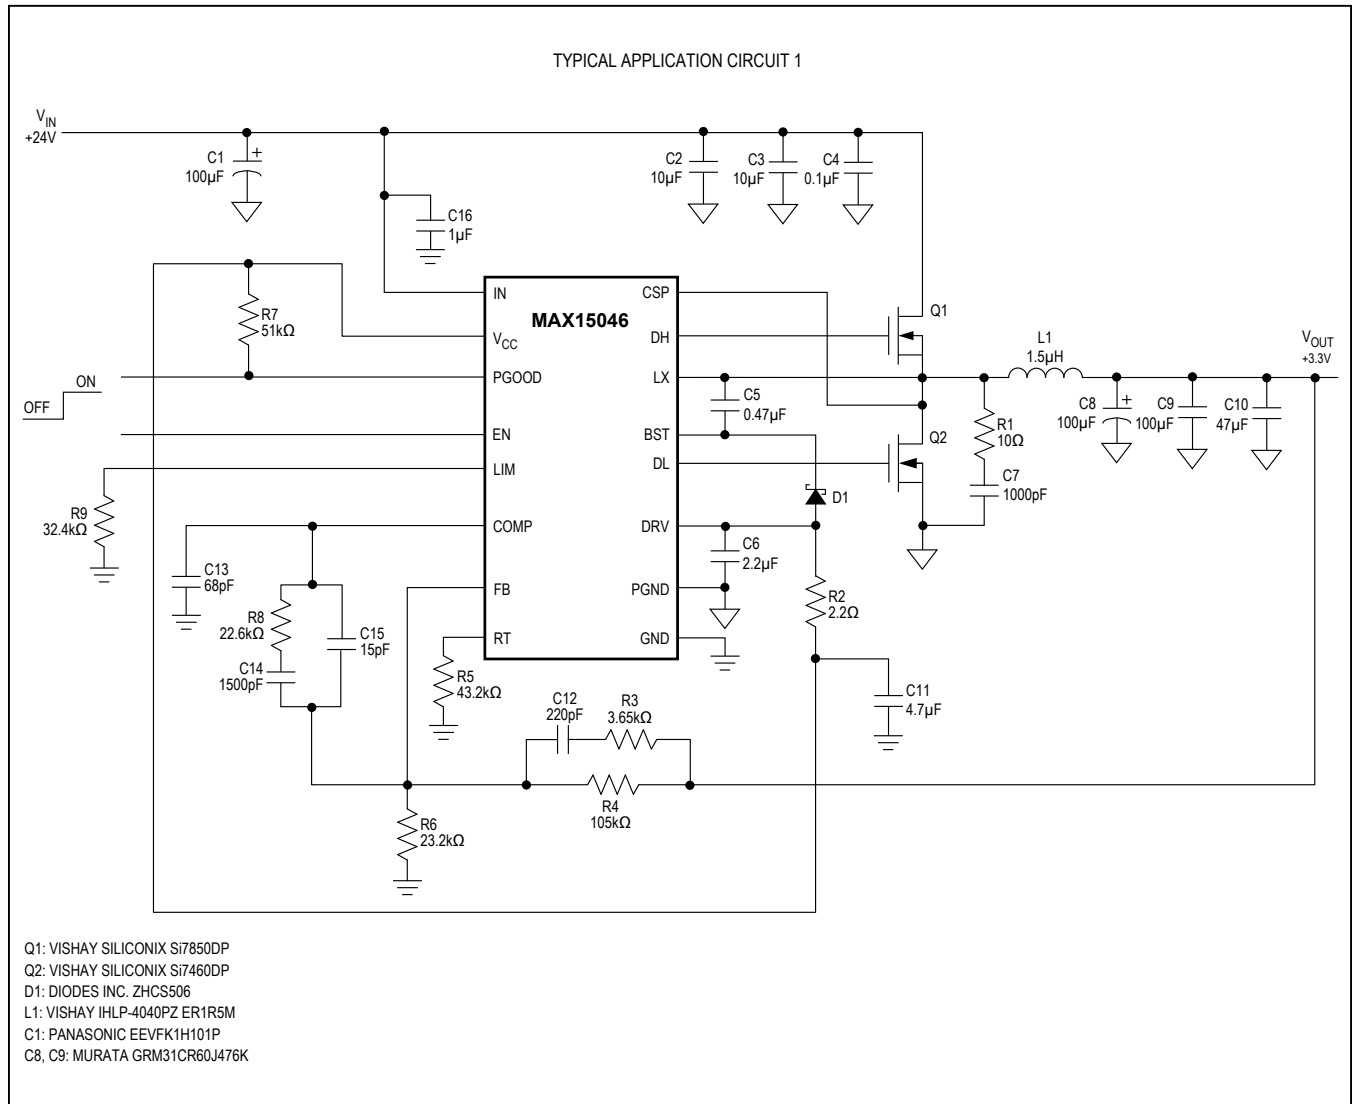 TYPICAL APPLICATION CIRCUIT 1
VIN
+24V
C1
100µF
+
C2
10µF
C3
10µF
C4
0.1µF
C16
1µF
R7
51kΩ
IN
VCC
PGOOD
EN
LIM
COMP
FB
RT
MAX15046
CSP
DH
LX
BST
DL
DRV
PGND
GND
Q1
L1
1.5µH
VOUT
+3.3V
OFF
ON
C5
0.47µF
Q2
R1
10Ω
C7
1000pF
C8
100µF
+
C9
100µF
C10
47µF
R9
32.4kΩ
D1
C13
68pF
C6
2.2µF
R8
22.6kΩ
C15
15pF
C14
1500pF
R2
2.2Ω
R5
43.2kΩ
C11
4.7µF
C12
220pF
R3
3.65kΩ
R4
105kΩ
R6
23.2kΩ
Q1: VISHAY SILICONIX Si7850DP
Q2: VISHAY SILICONIX Si7460DP
D1: DIODES INC. ZHCS506
L1: VISHAY IHLP-4040PZ ER1R5M
C1: PANASONIC EEVFK1H101P
C8, C9: MURATA GRM31CR60J476K